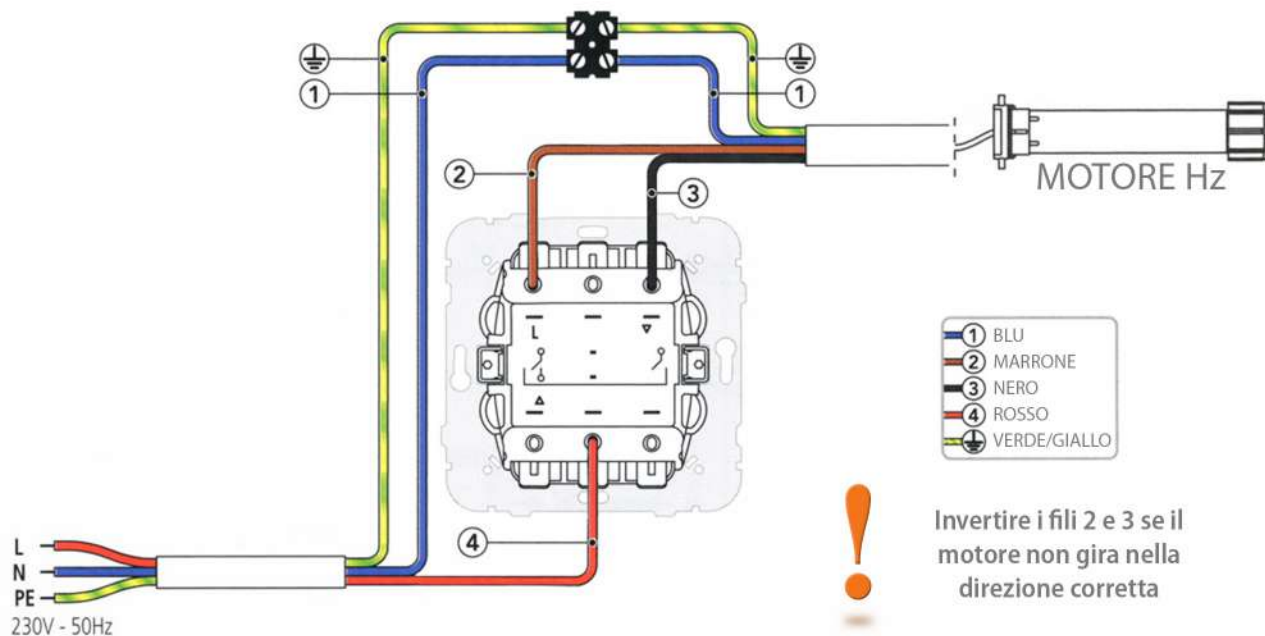 1
1
2
MOTORE Hz
3
L
1 BLU
2 MARRONE
3 NERO
4 ROSSO
VERDE/GIALLO
Invertire i fili 2 e 3 se il
motore non gira nella
direzione corretta
4
L
N
PE
230V - 50Hz